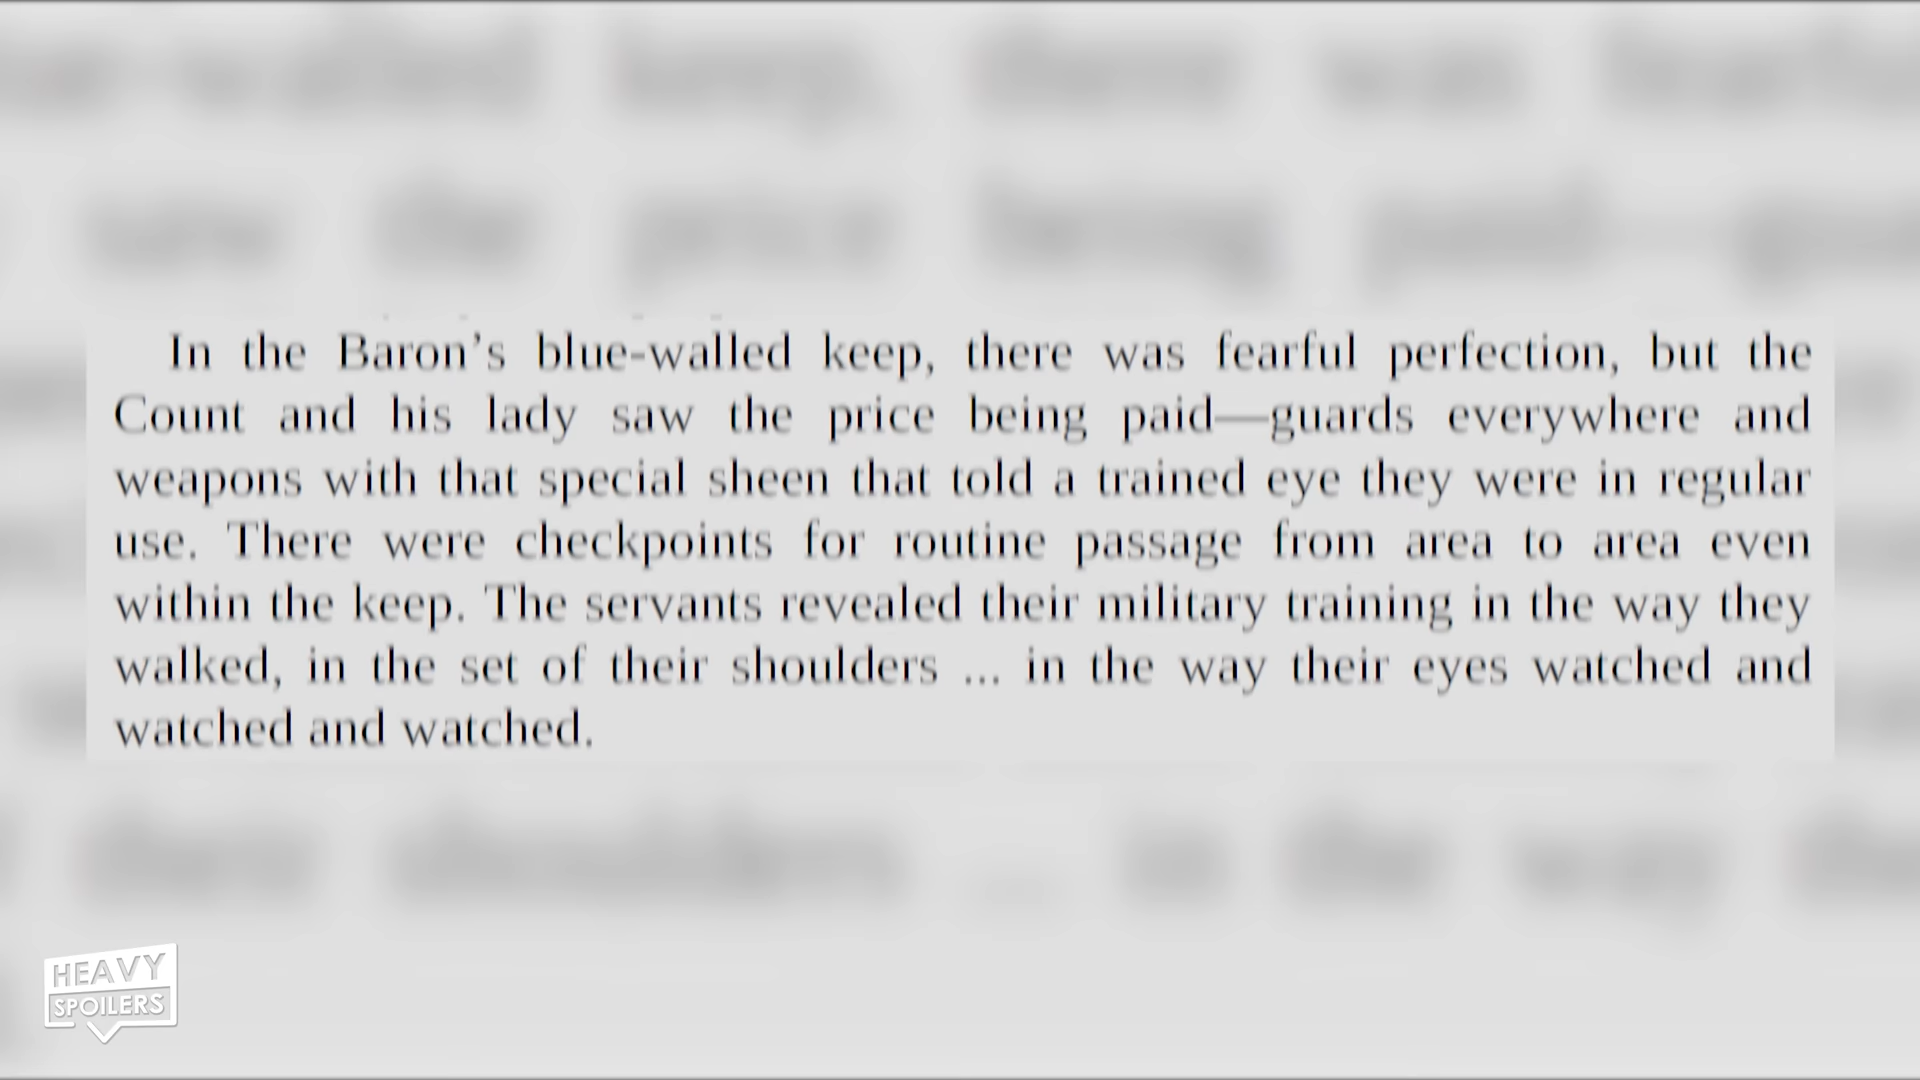 In the Baron’s blue-walled keep, there was fearful perfection, but the
Count and his lady saw the price being paid—guards everywhere and
weapons with that special sheen that told a trained eye they were in regular
use. There were checkpoints for routine passage from area to area even
within the keep. The servants revealed their military training in the way they
walked, in the set of their shoulders ... in the way their eyes watched and
watched and watched.
HEAVY
SPOILERS